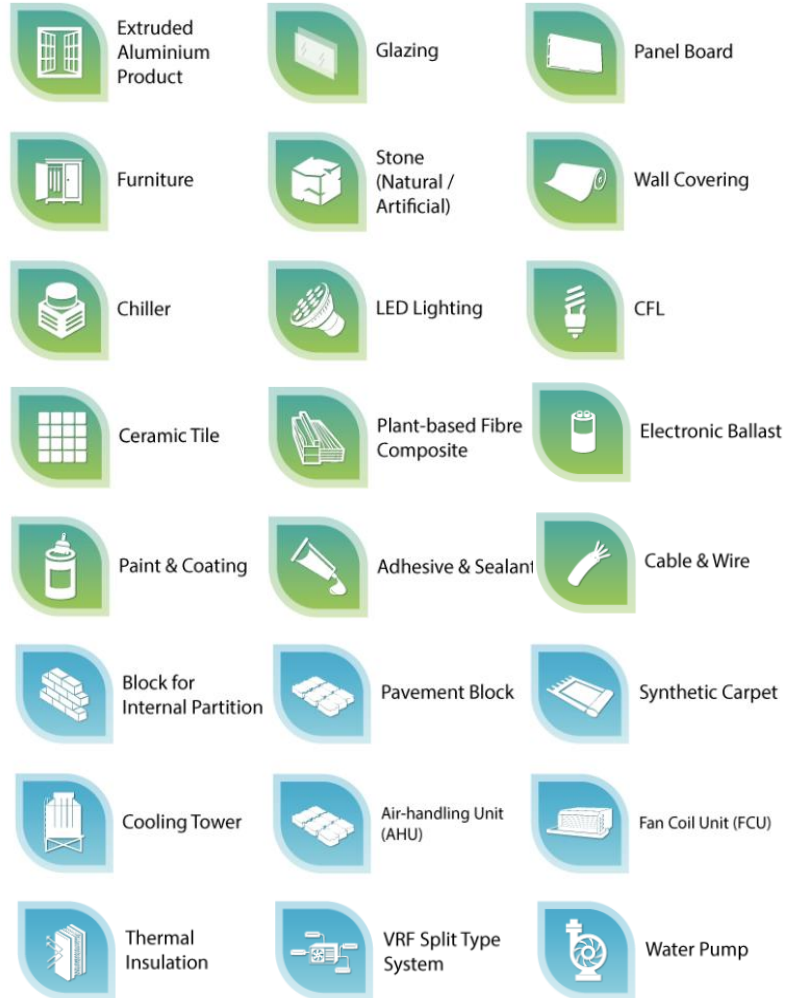 Extruded
Aluminium
Product
Glazing
Panel Board
Furniture
Stone
(Natural /
Artificial)
Wall Covering
Chiller
LED Lighting
CFL
Ceramic Tile
Plant-based Fibre
Composite
Electronic Ballast
Paint & Coating
Adhesive & Sealant
Cable & Wire
Block for
Internal Partition
Pavement Block
Synthetic Carpet
Cooling Tower
Air-handling Unit
(AHU)
Fan Coil Unit (FCU)
Thermal
Insulation
VRF Split Type
System
Water Pump